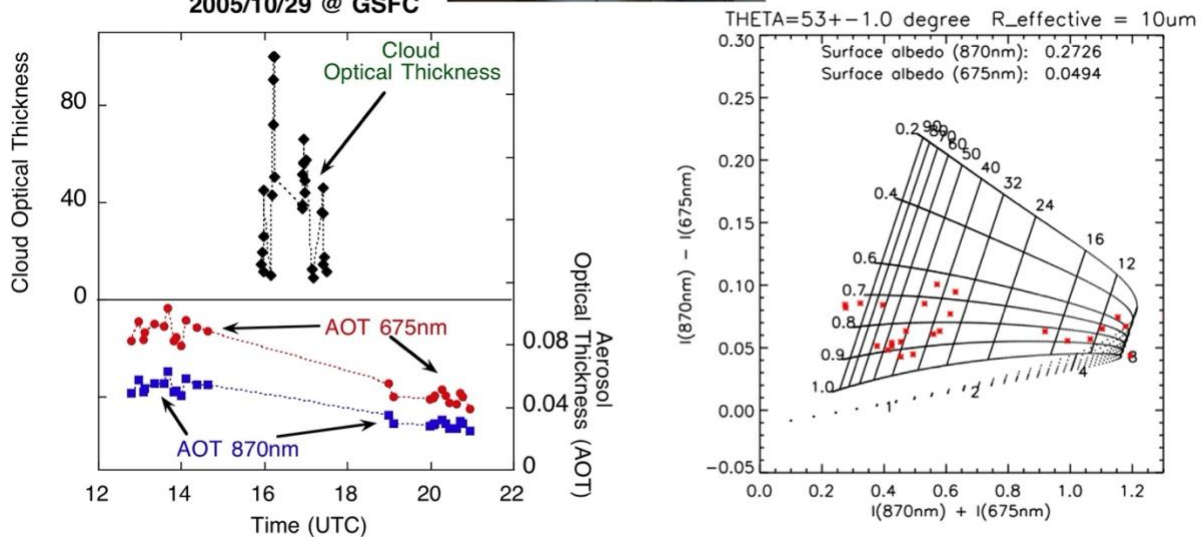 2005/10/29 @ GSFC
Cloud Optical Thickness
80
40
0
Cloud
Optical Thickness
AOT 675nm
AOT 870nm
0.08
0.04
0
Aerosol
Optical Thickness (AOT)
12 14 16 18 20 22
Time (UTC)
THETA=53+-1.0 degree R_effective = 10um
Surface albedo (870nm): 0.2726
Surface albedo (675nm): 0.0494
I(870nm) - I(675nm)
0.30
0.25
0.20
0.15
0.10
0.05
0.00
-0.05
0.2 90 80 70 60 50 40 32 24 16 12
0.4
0.6
0.7
0.8
0.9
1.0
1 2 4 8
0.0 0.2 0.4 0.6 0.8 1.0 1.2
I(870nm) + I(675nm)